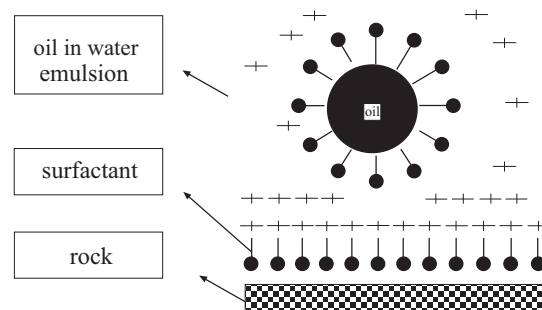 oil in water
emulsion
oil
surfactant
rock